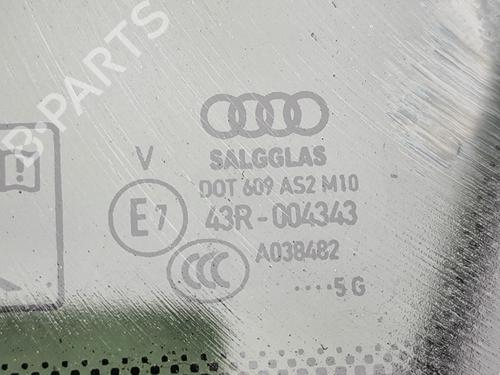 B-PARTS
V
SALGGLAS
DOT 609 AS2 M10
E7
43R-004343
A038482
CCC
....5 G